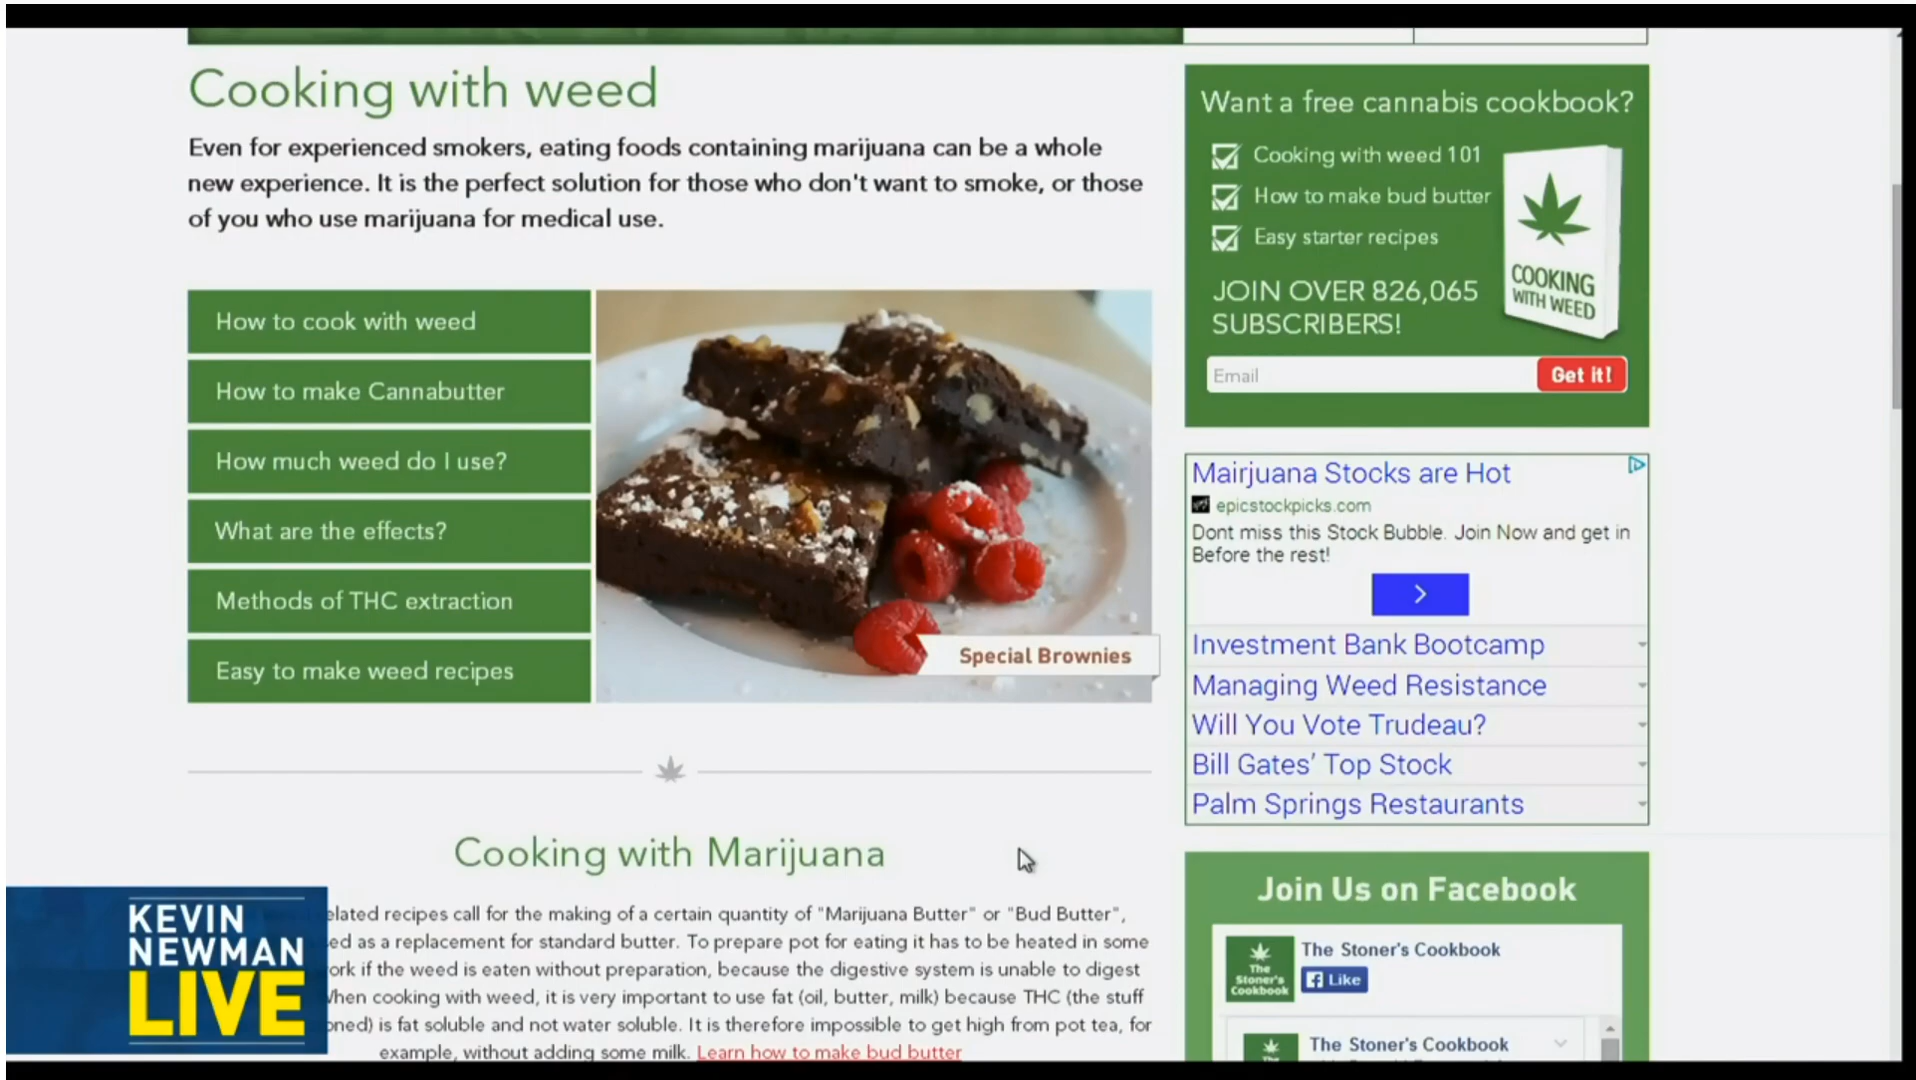 Cooking with weed
Even for experienced smokers, eating foods containing marijuana can be a whole
new experience. It is the perfect solution for those who don't want to smoke, or those
of you who use marijuana for medical use.
How to cook with weed
How to make Cannabutter
How much weed do I use?
What are the effects?
Methods of THC extraction
Easy to make weed recipes
Special Brownies
Cooking with Marijuana
related recipes call for the making of a certain quantity of "Marijuana Butter" or "Bud Butter",
as a replacement for standard butter. To prepare pot for eating it has to be heated in some
if the weed is eaten without preparation, because the digestive system is unable to digest
When cooking with weed, it is very important to use fat (oil, butter, milk) because THC (the stuff
is fat soluble and not water soluble. It is therefore impossible to get high from pot tea, for
example, without adding some milk. Learn how to make bud butter
Want a free cannabis cookbook?
Cooking with weed 101
How to make bud butter
Easy starter recipes
COOKING
WITH WEED
JOIN OVER 826,065
SUBSCRIBERS!
Email
Get it!
Mairjuana Stocks are Hot
epicstockpicks.com
Dont miss this Stock Bubble. Join Now and get in
Before the rest!
Investment Bank Bootcamp
Managing Weed Resistance
Will You Vote Trudeau?
Bill Gates' Top Stock
Palm Springs Restaurants
Join Us on Facebook
The
Stoner's
Cookbook
The Stoner's Cookbook
Like
The
The Stoner's Cookbook
KEVIN
NEWMAN
LIVE